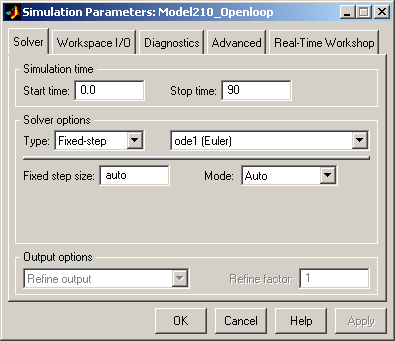 Simulation Parameters: Model210_Openloop
Solver Workspace I/O Diagnostics Advanced Real-Time Workshop
Simulation time
Start time: 0.0 Stop time: 90
Solver options
Type: Fixed-step ode1 (Euler)
Fixed step size: auto Mode: Auto
Output options
Refine output Refine factor: 1
OK Cancel Help Apply